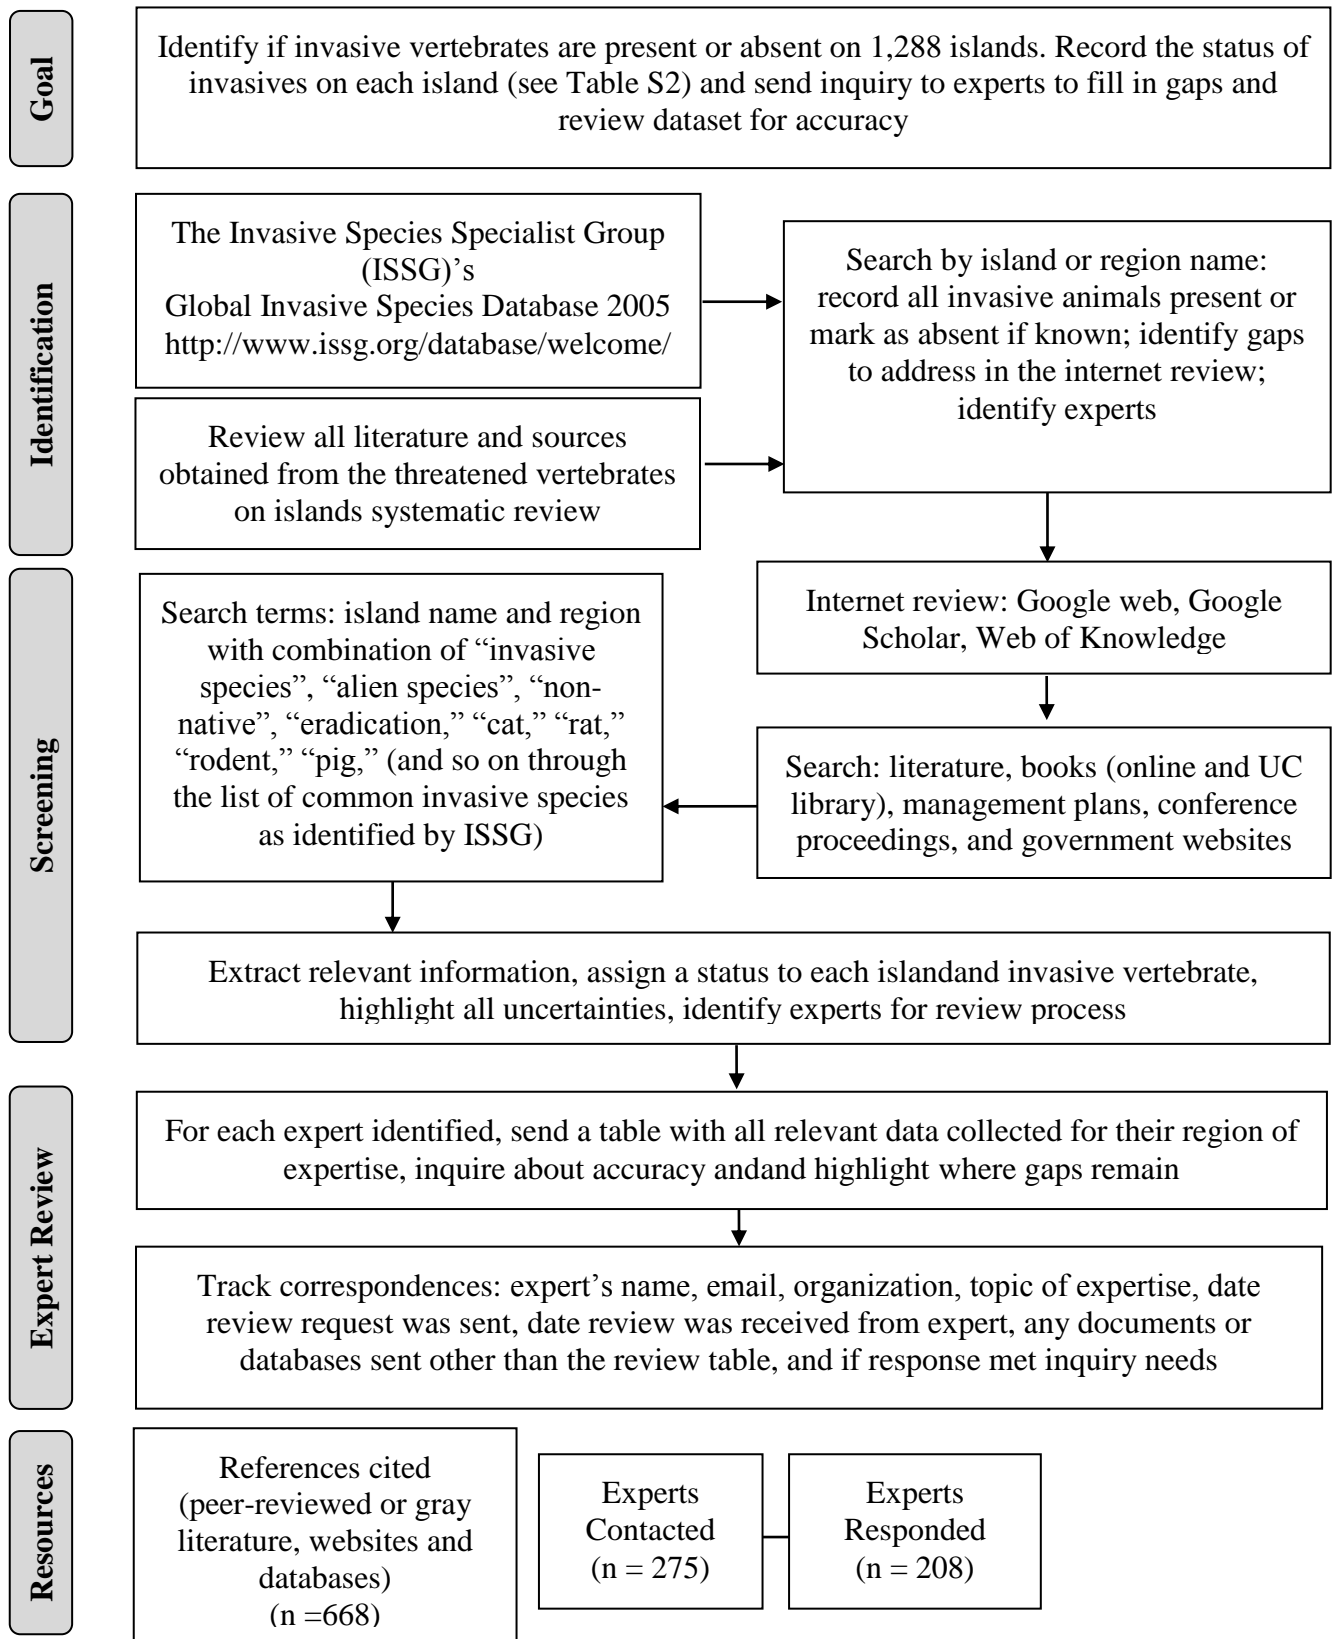 Goal
Identify if invasive vertebrates are present or absent on 1,288 islands. Record the status of
invasives on each island (see Table S2) and send inquiry to experts to fill in gaps and
review dataset for accuracy
Identification
The Invasive Species Specialist Group
(ISSG)’s
Global Invasive Species Database 2005
http://www.issg.org/database/welcome/
Review all literature and sources
obtained from the threatened vertebrates
on islands systematic review
Search by island or region name:
record all invasive animals present or
mark as absent if known; identify gaps
to address in the internet review;
identify experts
Screening
Internet review: Google web, Google
Scholar, Web of Knowledge
Search: literature, books (online and UC
library), management plans, conference
proceedings, and government websites
Search terms: island name and region
with combination of “invasive
species”, “alien species”, “non-
native”, “eradication,” “cat,” “rat,”
“rodent,” “pig,” (and so on through
the list of common invasive species
as identified by ISSG)
Extract relevant information, assign a status to each islandand invasive vertebrate,
highlight all uncertainties, identify experts for review process
Expert Review
For each expert identified, send a table with all relevant data collected for their region of
expertise, inquire about accuracy andand highlight where gaps remain
Track correspondences: expert’s name, email, organization, topic of expertise, date
review request was sent, date review was received from expert, any documents or
databases sent other than the review table, and if response met inquiry needs
Resources
References cited
(peer-reviewed or gray
literature, websites and
databases)
(n =668)
Experts
Contacted
(n = 275)
Experts
Responded
(n = 208)